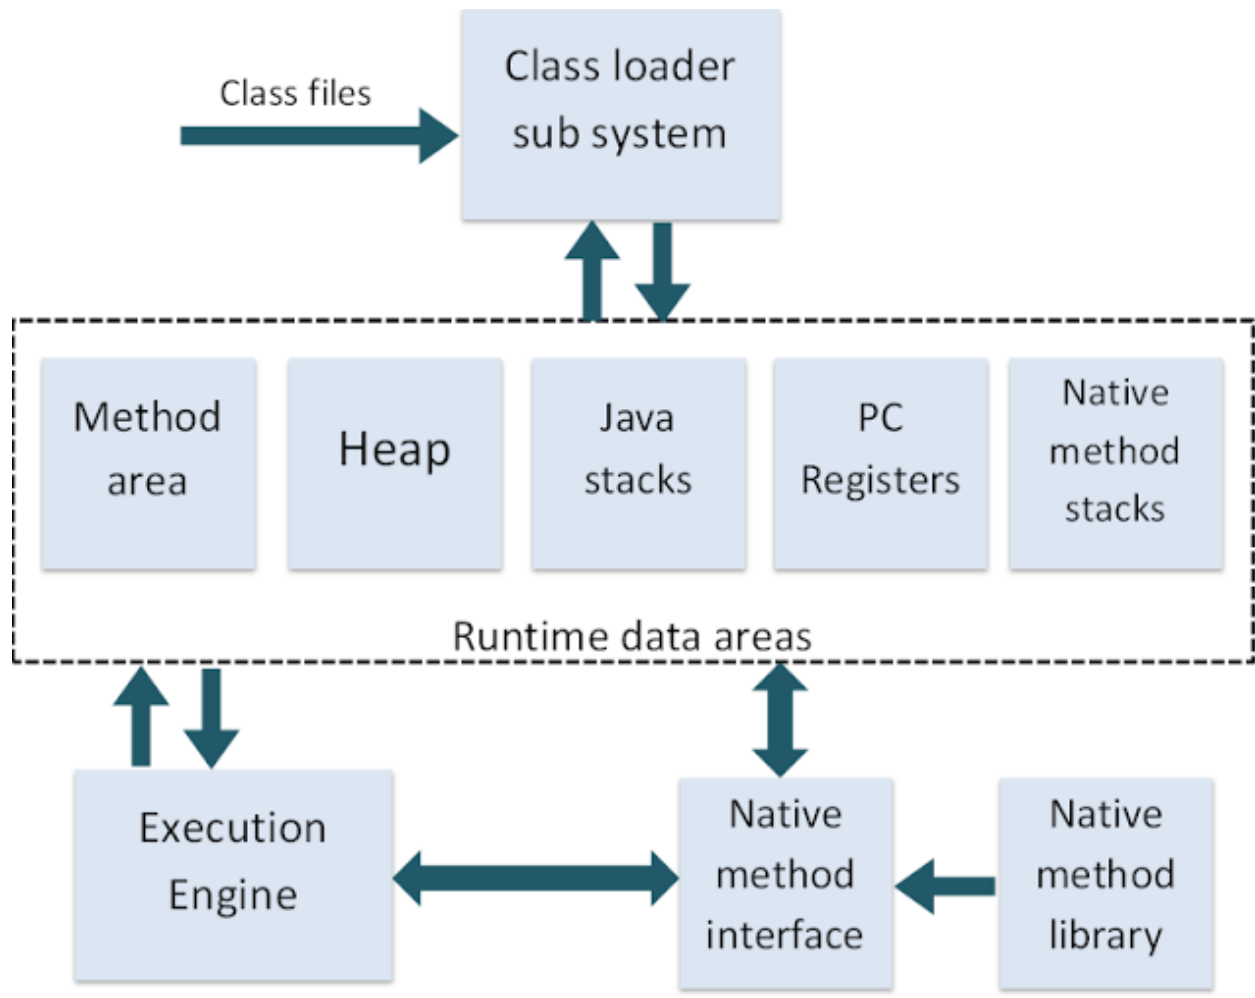 Class files
Class loader
sub system
Method
area
Heap
Java
stacks
PC
Registers
Native
method
stacks
Runtime data areas
Execution
Engine
Native
method
interface
Native
method
library